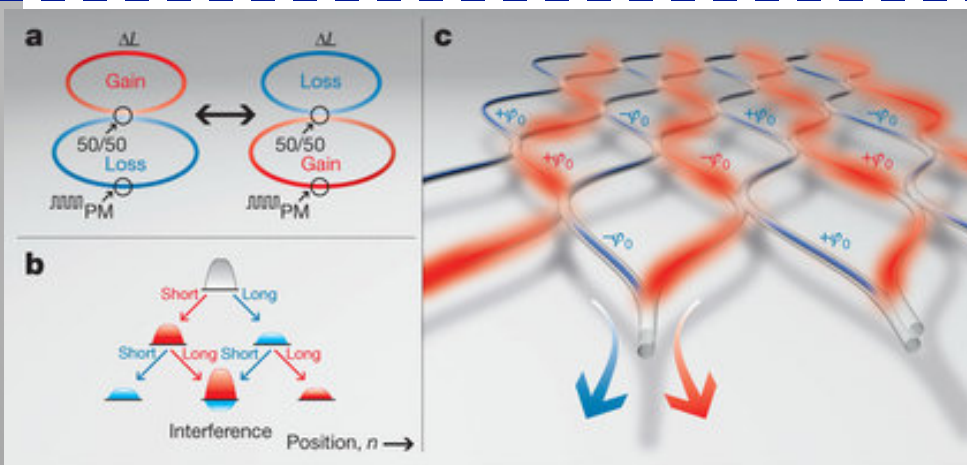 a
ΔL
Gain
50/50
Loss
PM
ΔL
Loss
50/50
Gain
PM
b
Short
Long
Short
Long
Short
Long
Interference
Position, n
c
+φ₀
−φ₀
+φ₀
−φ₀
+φ₀
−φ₀
+φ₀
−φ₀
+φ₀